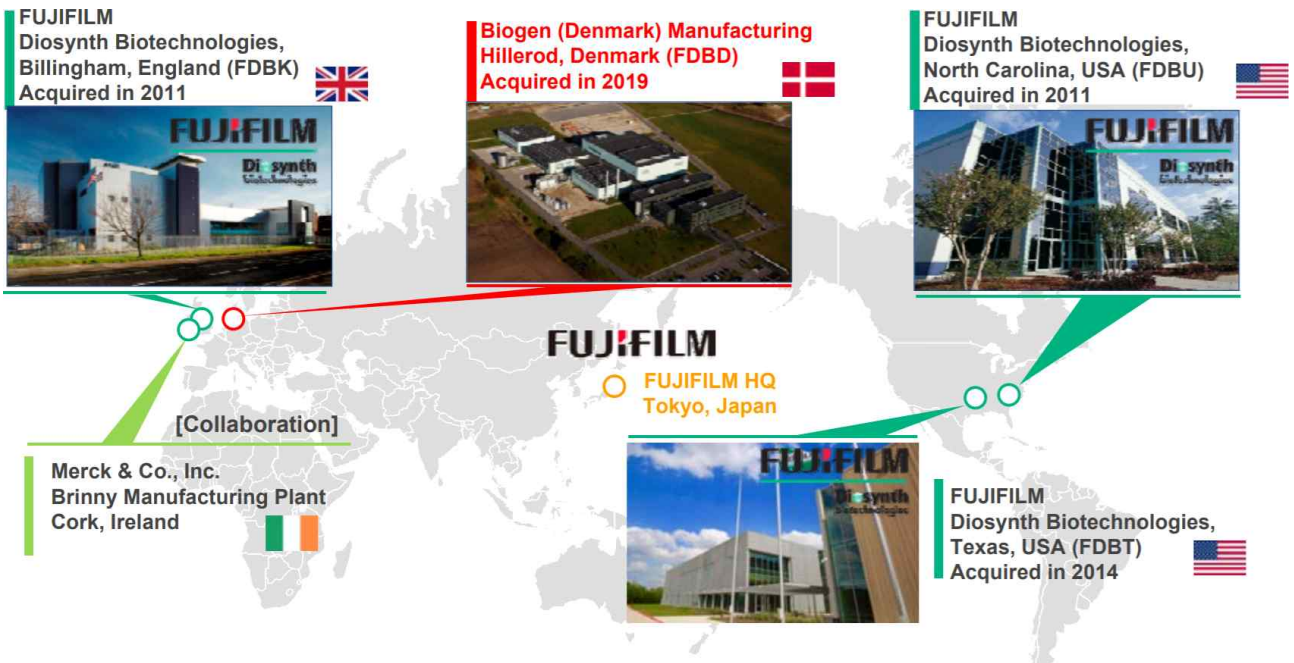 FUJIFILM
Diosynth Biotechnologies,
Billingham, England (FDBK)
Acquired in 2011
FUJIFILM
Diosynth
biotechnologies
Biogen (Denmark) Manufacturing
Hillerod, Denmark (FDBD)
Acquired in 2019
FUJIFILM
Diosynth Biotechnologies,
North Carolina, USA (FDBU)
Acquired in 2011
FUJIFILM
Diosynth
biotechnologies
FUJIFILM
FUJIFILM HQ
Tokyo, Japan
[Collaboration]
Merck & Co., Inc.
Brinny Manufacturing Plant
Cork, Ireland
FUJIFILM
Diosynth
biotechnologies
FUJIFILM
Diosynth Biotechnologies,
Texas, USA (FDBT)
Acquired in 2014